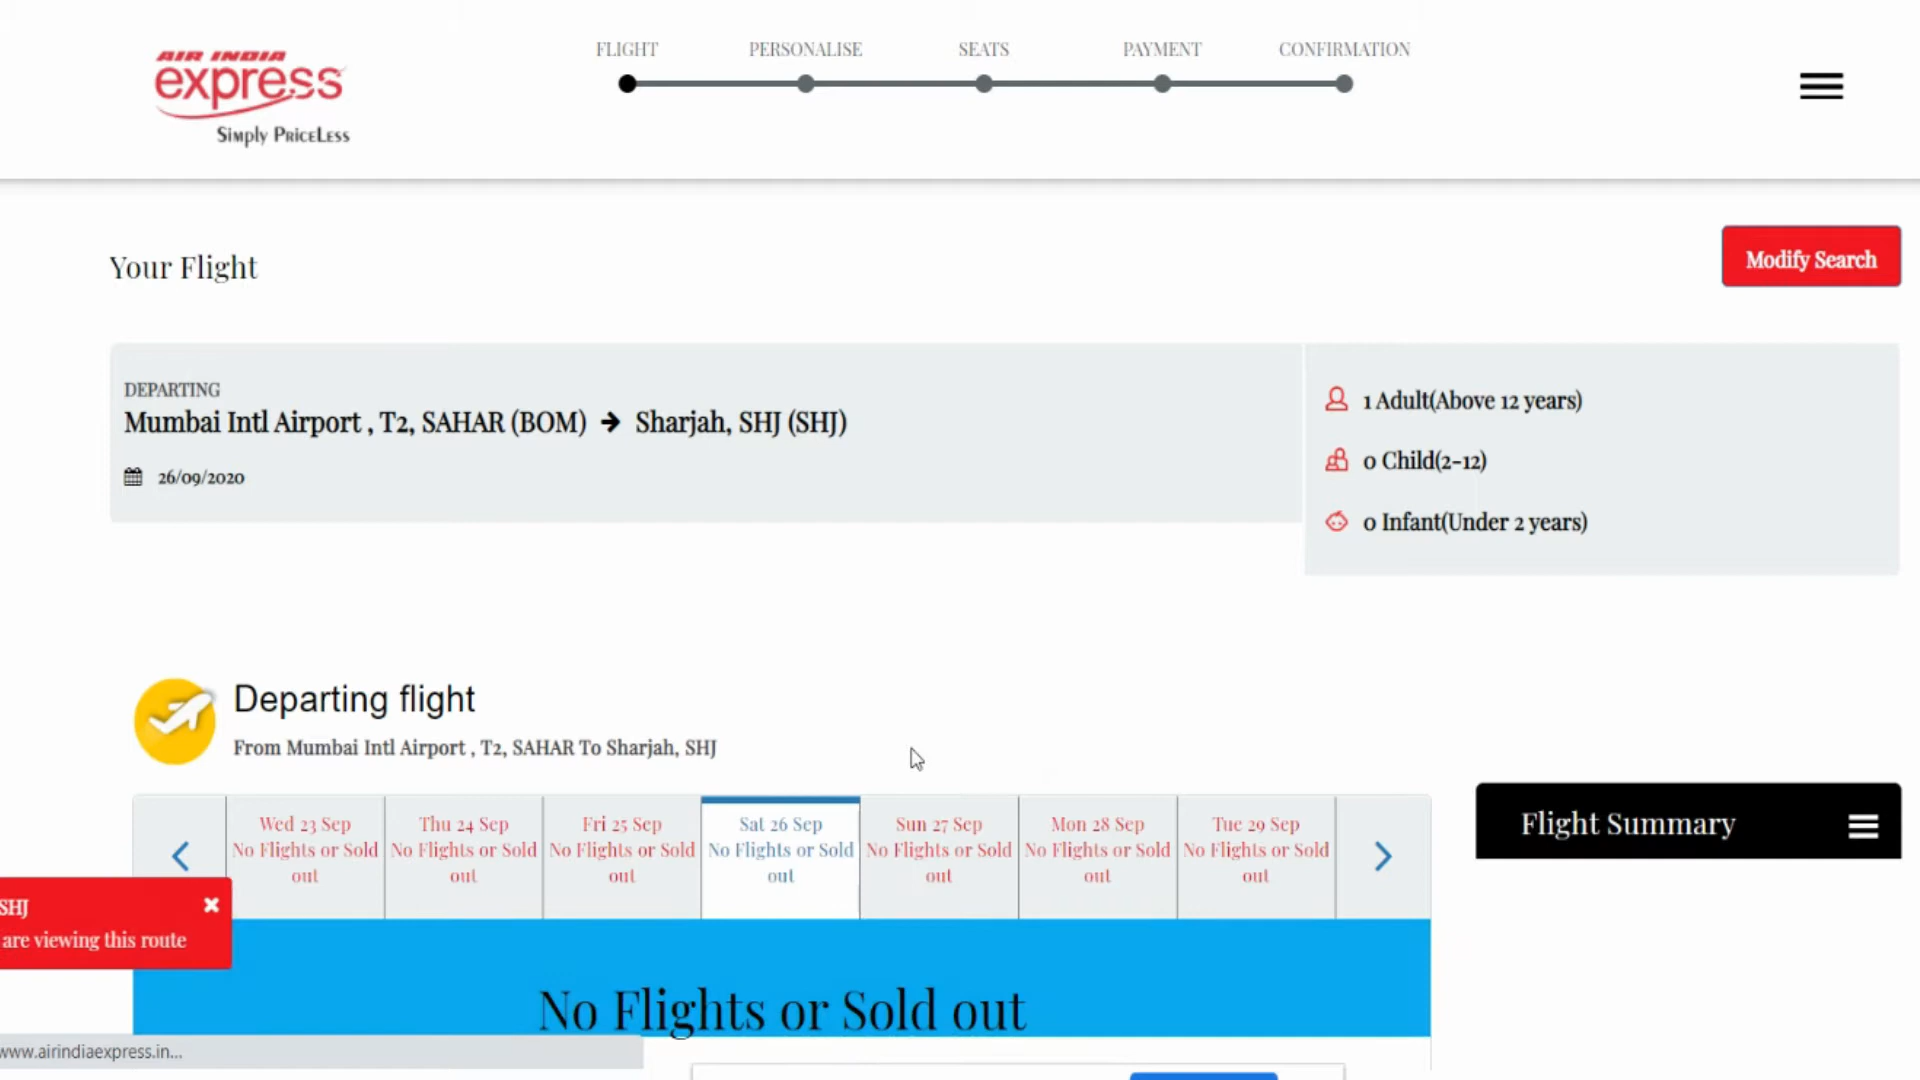 AIR INDIA
express
Simply PriceLess
FLIGHT
PERSONALISE
SEATS
PAYMENT
CONFIRMATION
Your Flight
Modify Search
DEPARTING
Mumbai Intl Airport , T2, SAHAR (BOM) → Sharjah, SHJ (SHJ)
26/09/2020
1 Adult(Above 12 years)
0 Child(2-12)
0 Infant(Under 2 years)
Departing flight
From Mumbai Intl Airport , T2, SAHAR To Sharjah, SHJ
Wed 23 Sep
No Flights or Sold
out
Thu 24 Sep
No Flights or Sold
out
Fri 25 Sep
No Flights or Sold
out
Sat 26 Sep
No Flights or Sold
out
Sun 27 Sep
No Flights or Sold
out
Mon 28 Sep
No Flights or Sold
out
Tue 29 Sep
No Flights or Sold
out
Flight Summary
SHJ
are viewing this route
No Flights or Sold out
www.airindiaexpress.in...